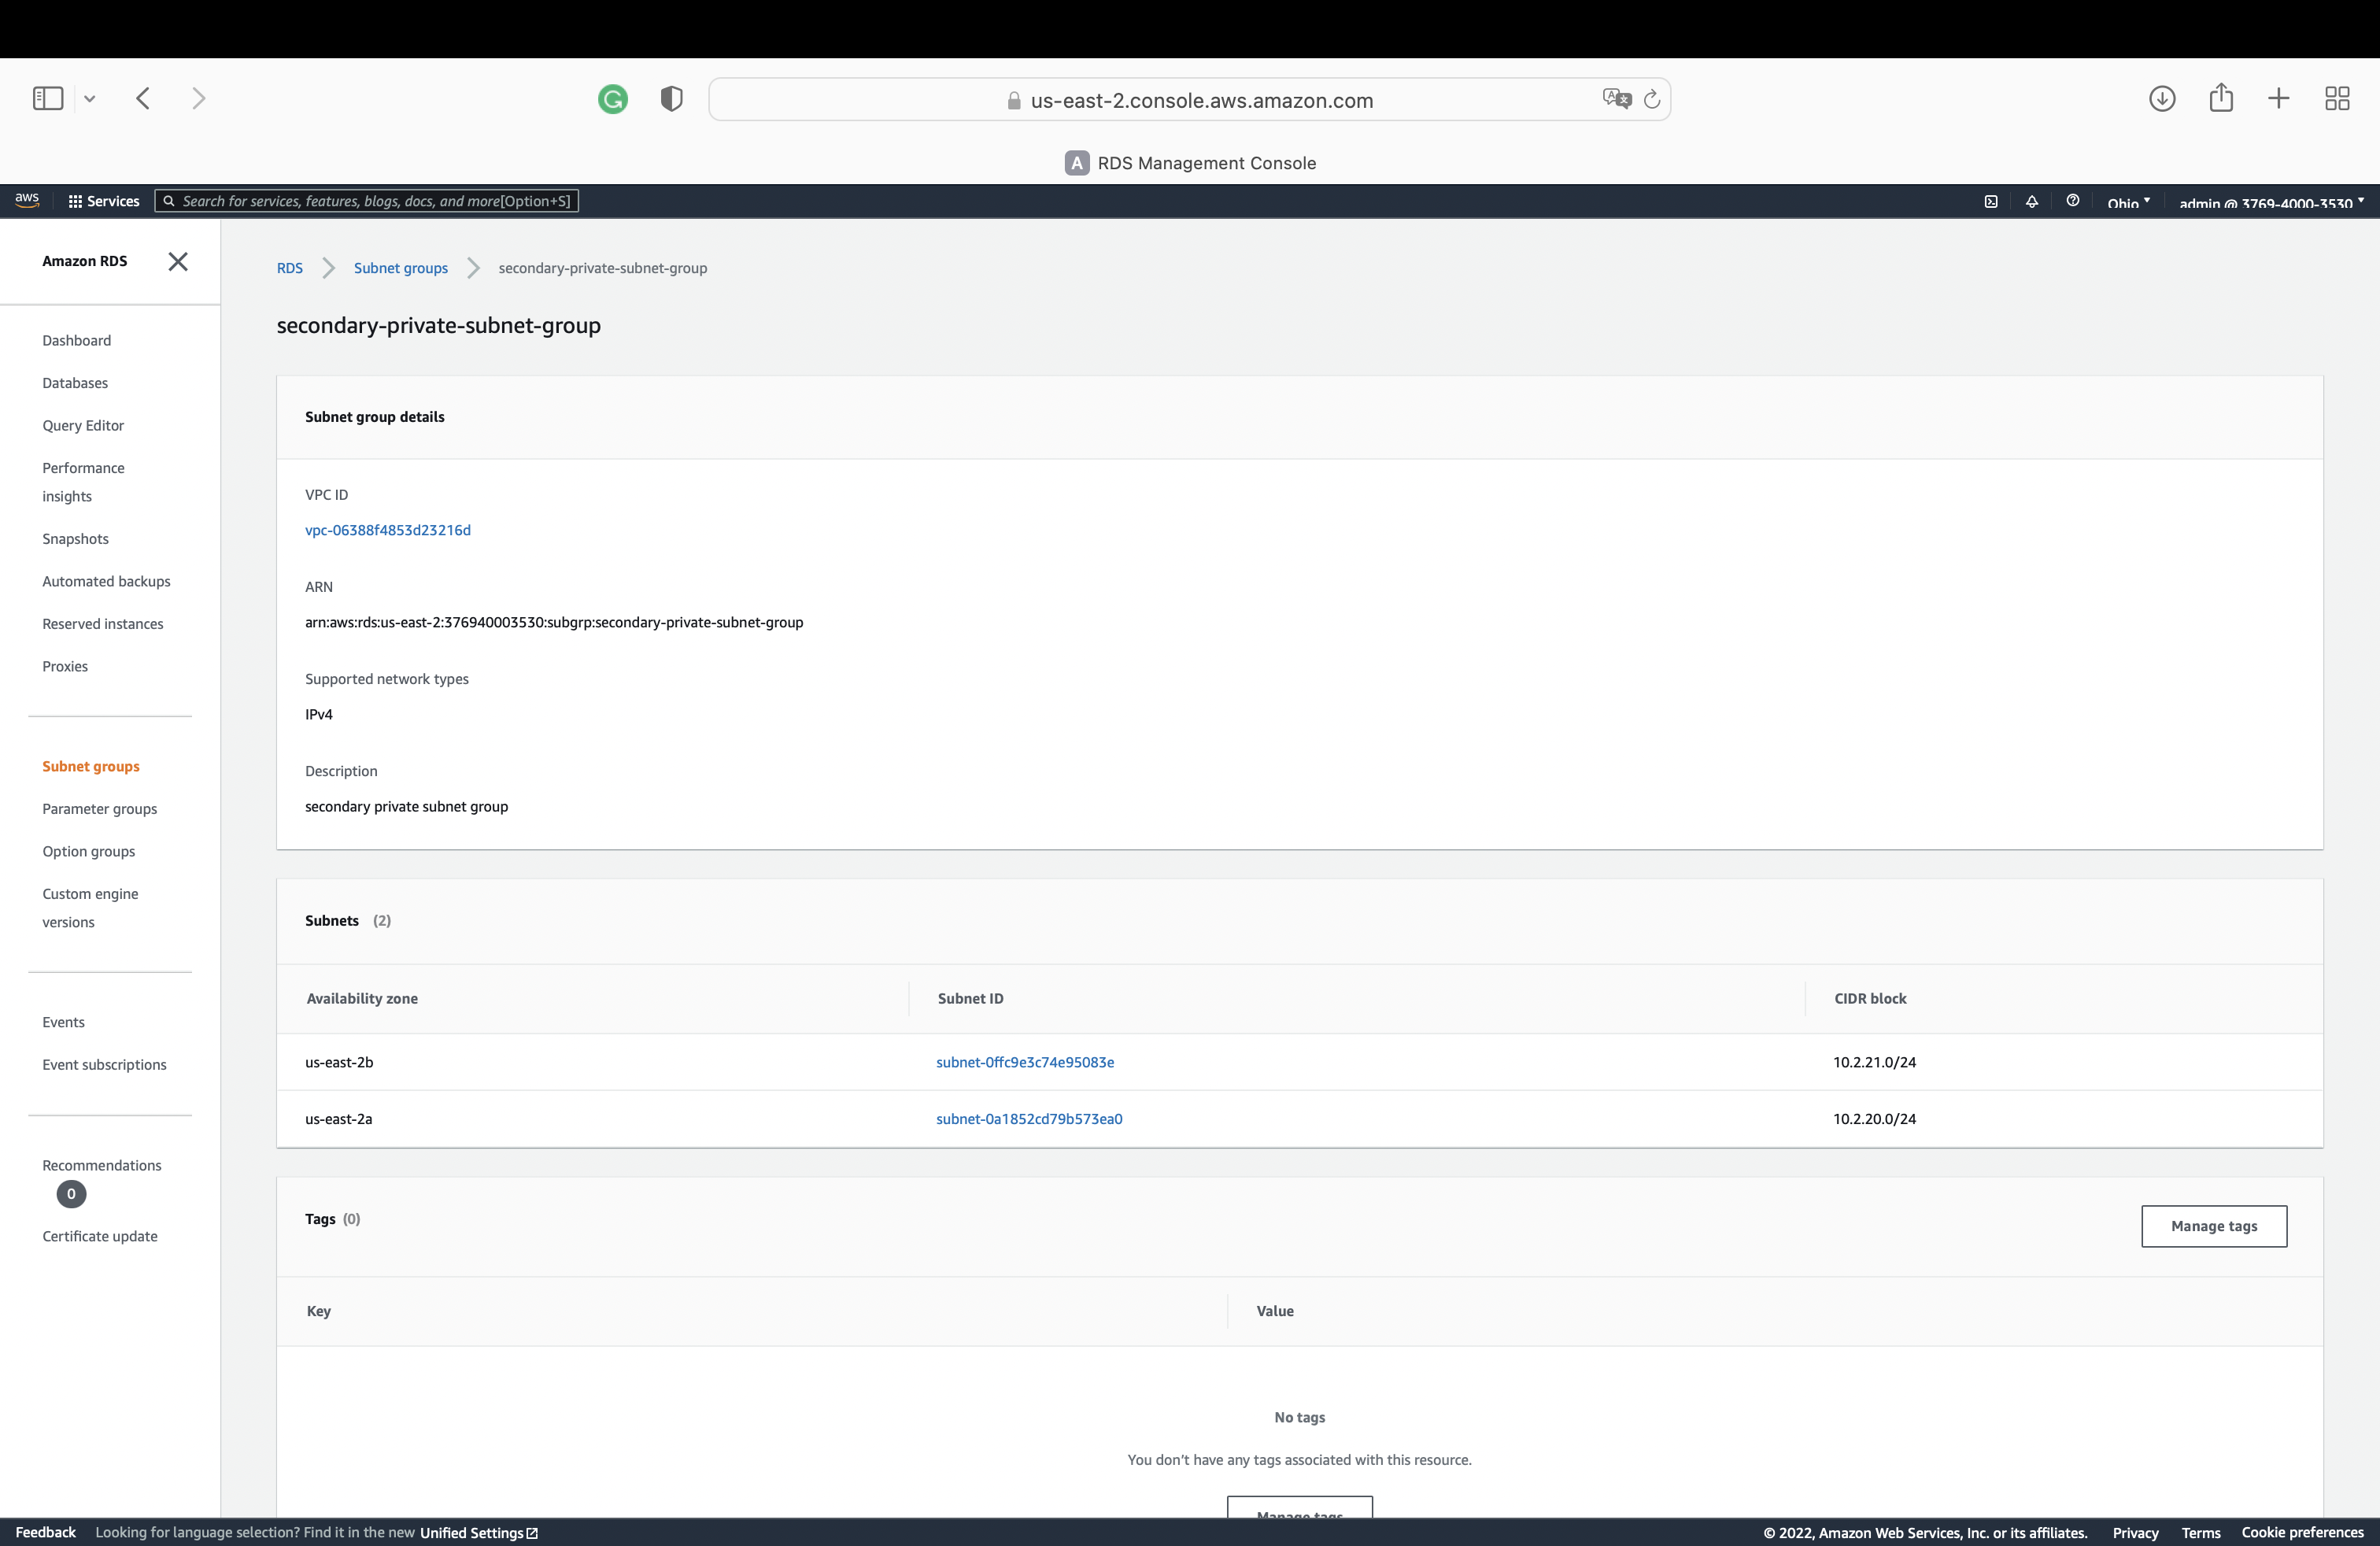 us-east-2.console.aws.amazon.com
A RDS Management Console
aws
Services
Search for services, features, blogs, docs, and more
[Option+S]
Ohio
admin @ 3769-4000-3530
Amazon RDS
Dashboard
Databases
Query Editor
Performance
insights
Snapshots
Automated backups
Reserved instances
Proxies
Subnet groups
Parameter groups
Option groups
Custom engine
versions
Events
Event subscriptions
Recommendations
0
Certificate update
RDS
Subnet groups
secondary-private-subnet-group
secondary-private-subnet-group
Subnet group details
VPC ID
vpc-06388f4853d23216d
ARN
arn:aws:rds:us-east-2:376940003530:subgrp:secondary-private-subnet-group
Supported network types
IPv4
Description
secondary private subnet group
Subnets (2)
Availability zone Subnet ID CIDR block
us-east-2b subnet-0ffc9e3c74e95083e 10.2.21.0/24
us-east-2a subnet-0a1852cd79b573ea0 10.2.20.0/24
Tags (0)
Manage tags
Key Value
No tags
You don't have any tags associated with this resource.
Manage tags
Feedback
Looking for language selection? Find it in the new Unified Settings
© 2022, Amazon Web Services, Inc. or its affiliates.
Privacy
Terms
Cookie preferences